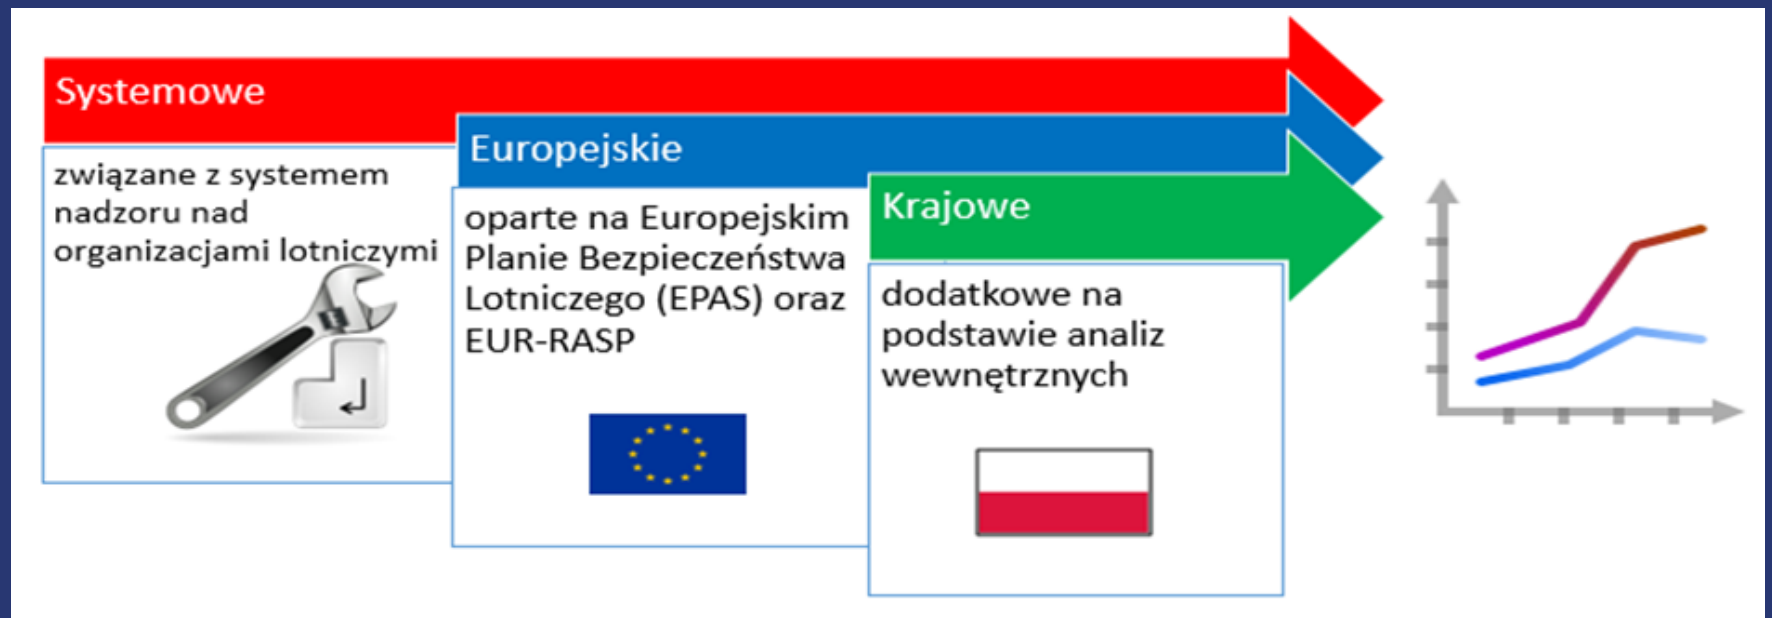 Systemowe
związane z systemem
nadzoru nad
organizacjami lotniczymi
Europejskie
oparte na Europejskim
Planie Bezpieczeństwa
Lotniczego (EPAS) oraz
EUR-RASP
Krajowe
dodatkowe na
podstawie analiz
wewnętrznych